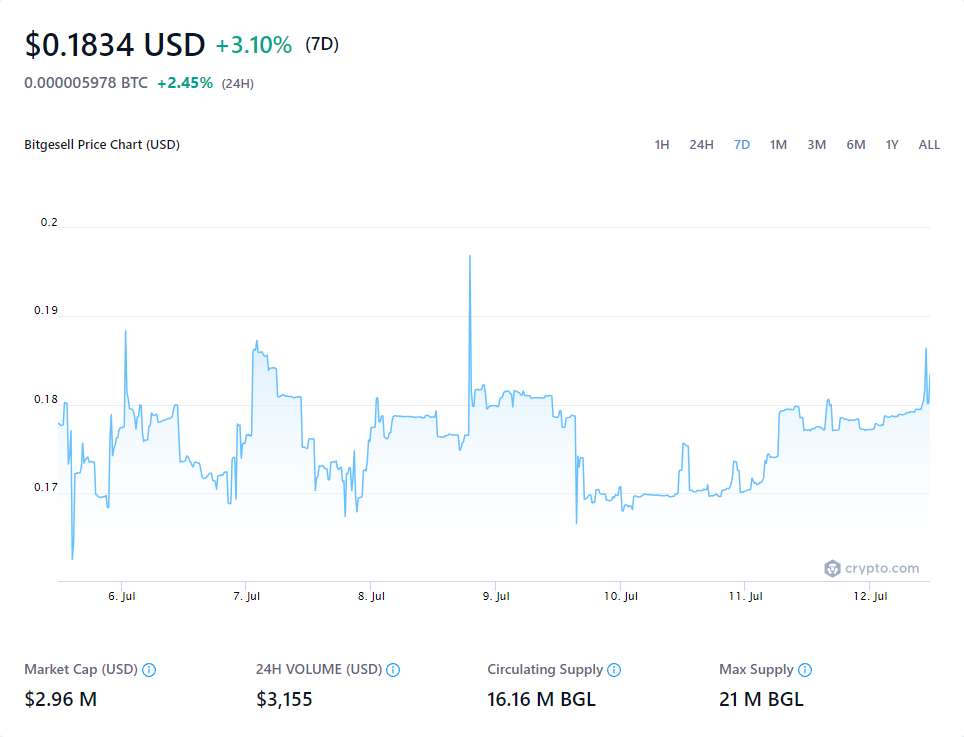 $0.1834 USD +3.10% (7D)
0.000005978 BTC +2.45% (24H)
Bitgesell Price Chart (USD) 1H 24H 7D 1M 3M 6M 1Y ALL
0.2
0.19
0.18
0.17
crypto.com
6. Jul 7. Jul 8. Jul 9. Jul 10. Jul 11. Jul 12. Jul
Market Cap (USD) 24H VOLUME (USD) Circulating Supply Max Supply
$2.96 M $3,155 16.16 M BGL 21 M BGL